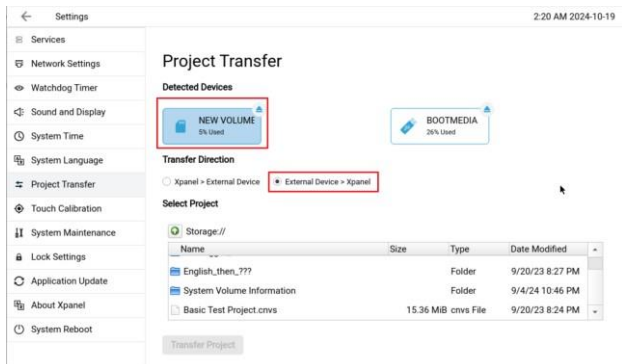 Settings
2:20 AM 2024-10-19
Services
Network Settings
Watchdog Timer
Sound and Display
System Time
System Language
Project Transfer
Touch Calibration
System Maintenance
Lock Settings
Application Update
About Xpanel
System Reboot
Project Transfer
Detected Devices
NEW VOLUME
5% Used
BOOTMEDIA
26% Used
Transfer Direction
Xpanel > External Device
External Device > Xpanel
Select Project
Storage://
Name Size Type Date Modified
English_then_??? Folder 9/20/23 8:27 PM
System Volume Information Folder 9/4/24 10:46 PM
Basic Test Project.cnvs 15.36 MiB cnvs File 9/20/23 8:24 PM
Transfer Project